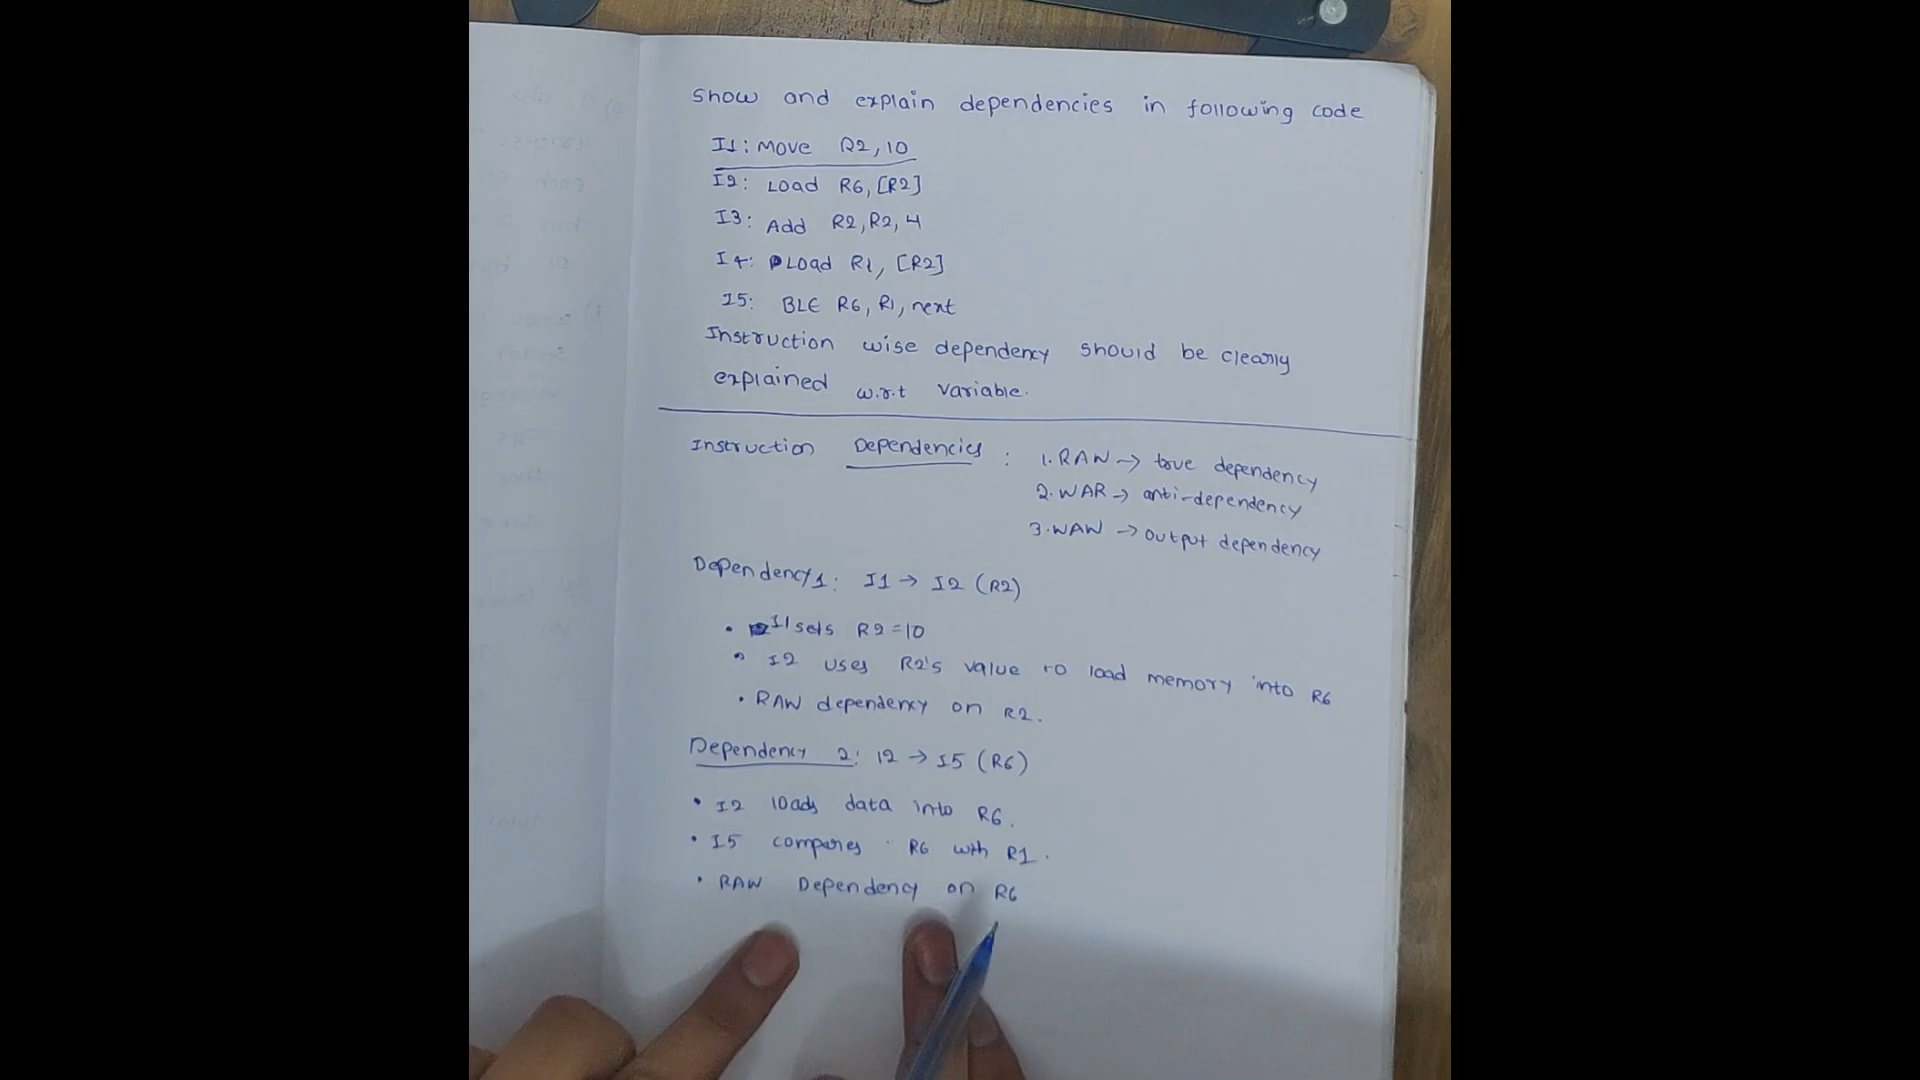 Show and explain dependencies in following code
I1: Move R2, 10
I2: Load R6, [R2]
I3: Add R2, R2, 4
I4: Load R1, [R2]
I5: BLE R6, R1, next
Instruction wise dependency should be clearly
explained w.r.t variable.
Instruction Dependencies : 1. RAW → true dependency
2. WAR → anti-dependency
3. WAW → output dependency
Dependency 1: I1 → I2 (R2)
• I1 sets R2 = 10
• I2 uses R2's value to load memory into R6
• RAW dependency on R2.
Dependency 2: I2 → I5 (R6)
• I2 loads data into R6.
• I5 compares R6 with R1.
• RAW Dependency on R6